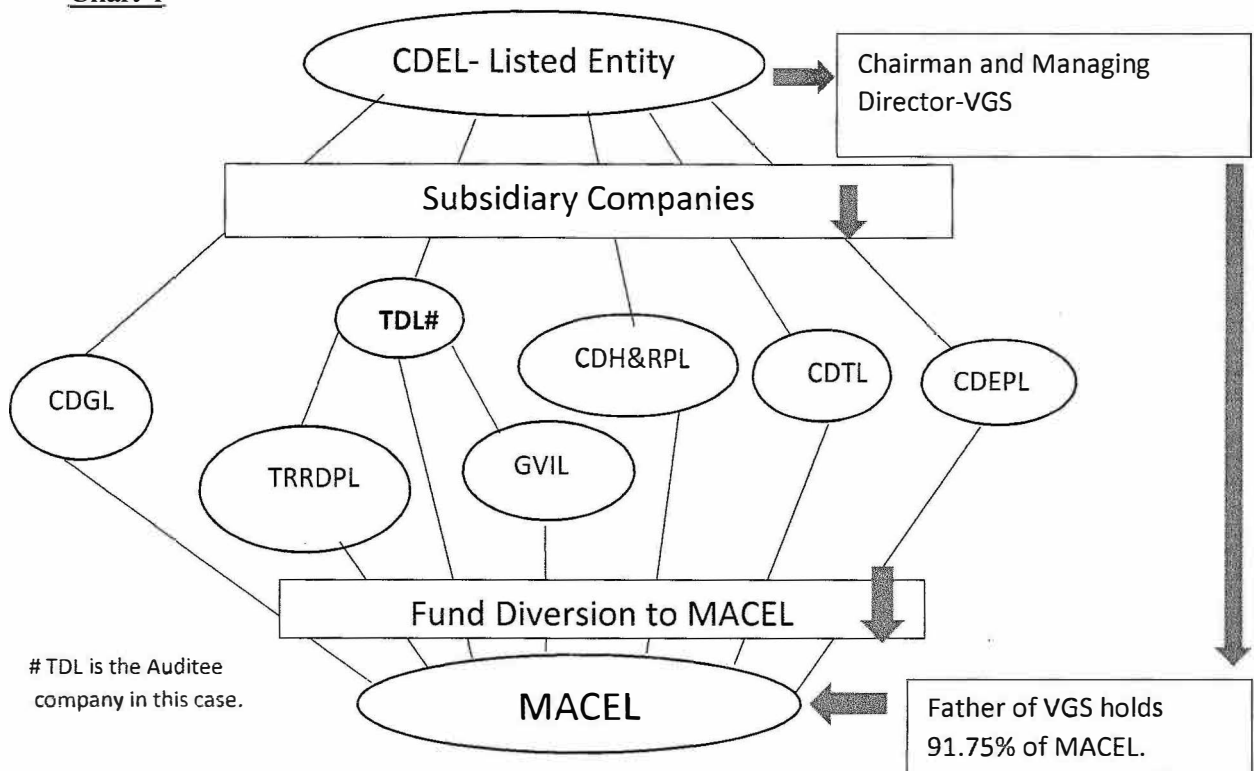 Chart 1
CDEL- Listed Entity
Chairman and Managing
Director-VGS
Subsidiary Companies
TDL#
CDH&RPL
CDTL
CDEPL
CDGL
TRRDPL
GVIL
Fund Diversion to MACEL
# TDL is the Auditee
company in this case.
MACEL
Father of VGS holds
91.75% of MACEL.